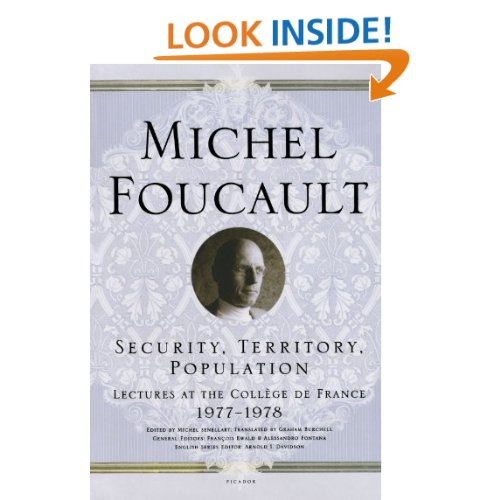 LOOK INSIDE!
MICHEL
FOUCAULT
SECURITY, TERRITORY,
POPULATION
LECTURES AT THE COLLÈGE DE FRANCE
1977–1978
EDITED BY MICHEL SENELLART; TRANSLATED BY GRAHAM BURCHELL
GENERAL EDITORS: FRANÇOIS EWALD & ALESSANDRO FONTANA
ENGLISH SERIES EDITOR: ARNOLD I. DAVIDSON
PICADOR